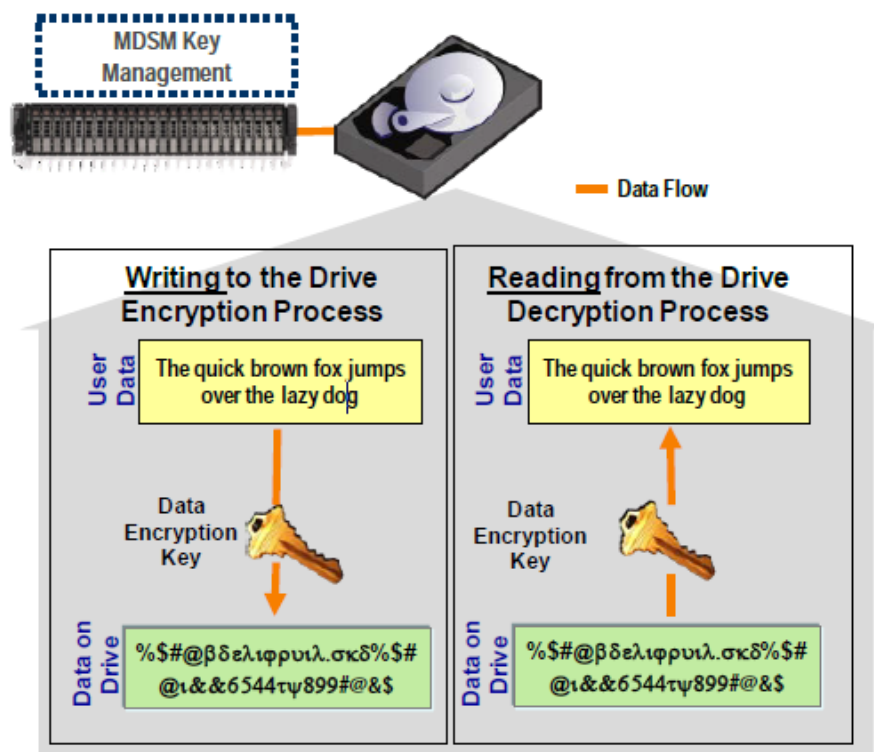 MDSM Key
Management
Data Flow
Writing to the Drive
Encryption Process
User
Data
The quick brown fox jumps
over the lazy dog
Data
Encryption
Key
Data on
Drive
%$#@βδελιφρυιλ.σκδ%$#
@ι&&6544τψ899#@&$
Reading from the Drive
Decryption Process
User
Data
The quick brown fox jumps
over the lazy dog
Data
Encryption
Key
Data on
Drive
%$#@βδελιφρυιλ.σκδ%$#
@ι&&6544τψ899#@&$